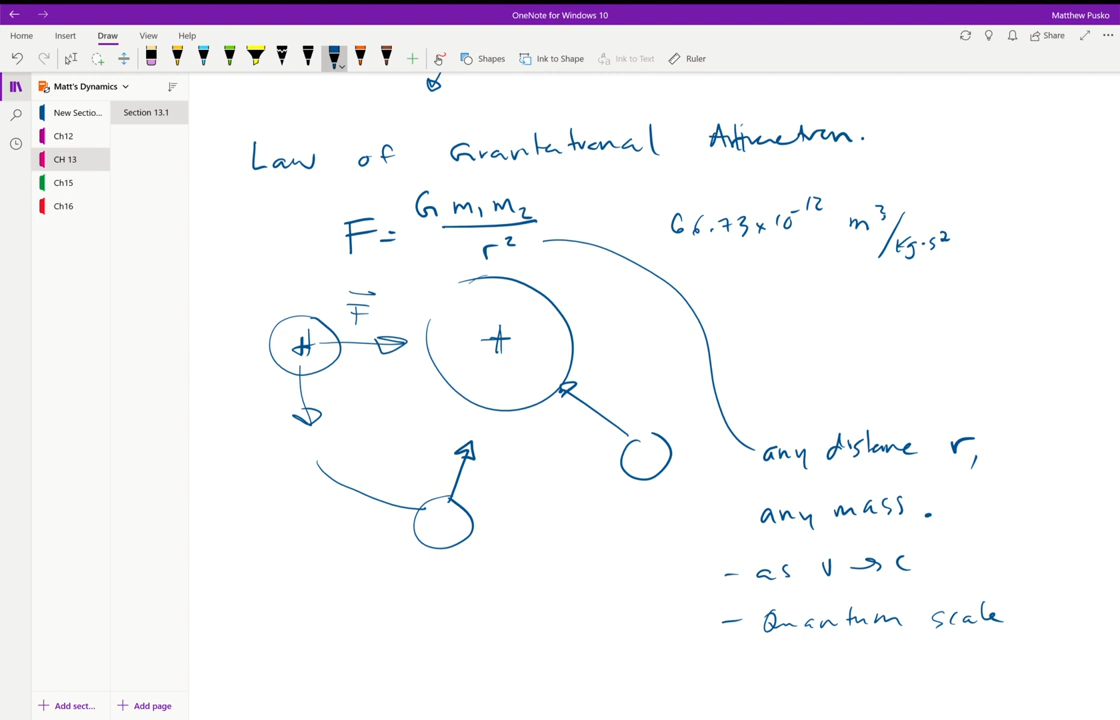 OneNote for Windows 10
Matthew Pusko
Home Insert Draw View Help
Share
Shapes Ink to Shape Ink to Text Ruler
Matt's Dynamics
New Sectio...
Section 13.1
Ch12
CH 13
Ch15
Ch16
Law of Gravitational Attraction.
F = G m₁ m₂ / r²
66.73 × 10⁻¹² m³/kg·s²
F
any distance r,
any mass.
- as v → c
- Quantum scale
+ Add sect...
+ Add page